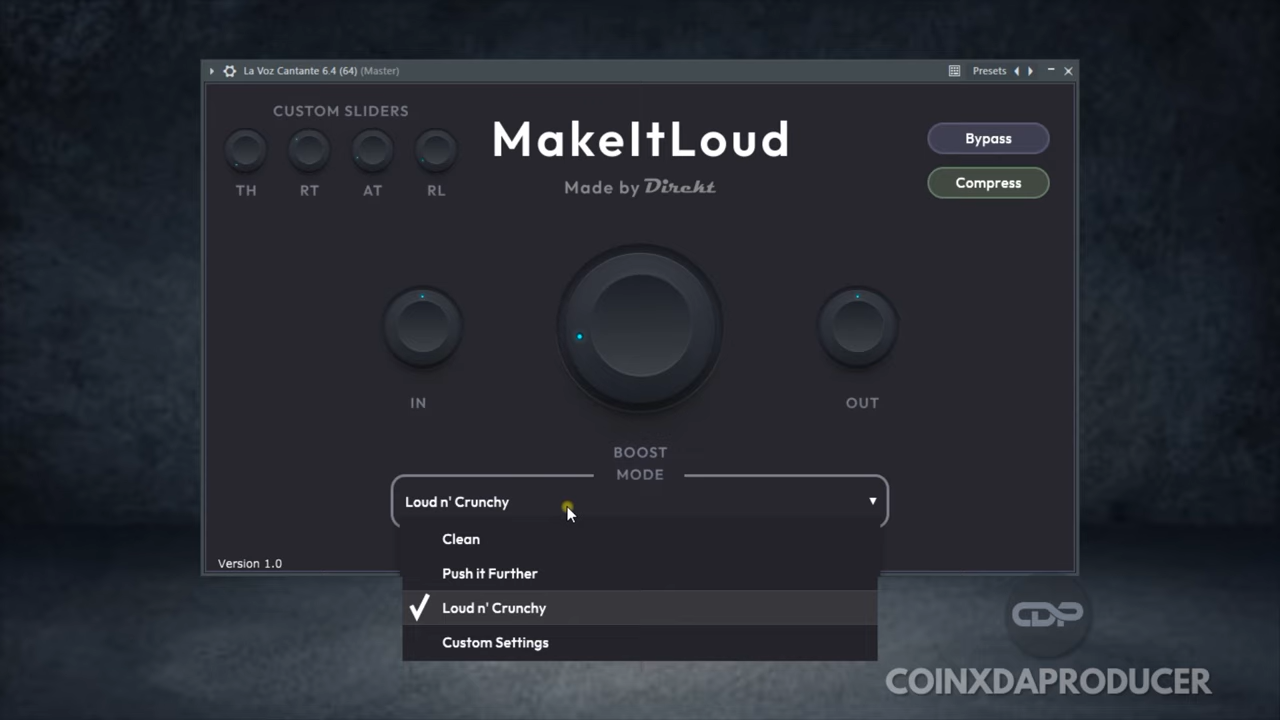 La Voz Cantante 6.4 (64) (Master)
Presets
CUSTOM SLIDERS
TH RT AT RL
MakeItLoud
Made by Direkt
Bypass
Compress
IN
OUT
BOOST
MODE
Loud n' Crunchy
Clean
Push it Further
Loud n' Crunchy
Custom Settings
Version 1.0
CDP
COINXDAPRODUCER